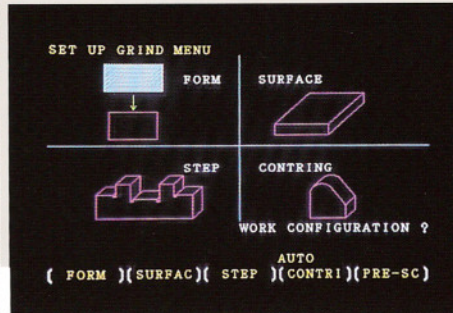 SET UP GRIND MENU
FORM
SURFACE
STEP
CONTRING
WORK CONFIGURATION ?
AUTO
( FORM )(SURFAC)( STEP )(CONTRI)(PRE-SC)